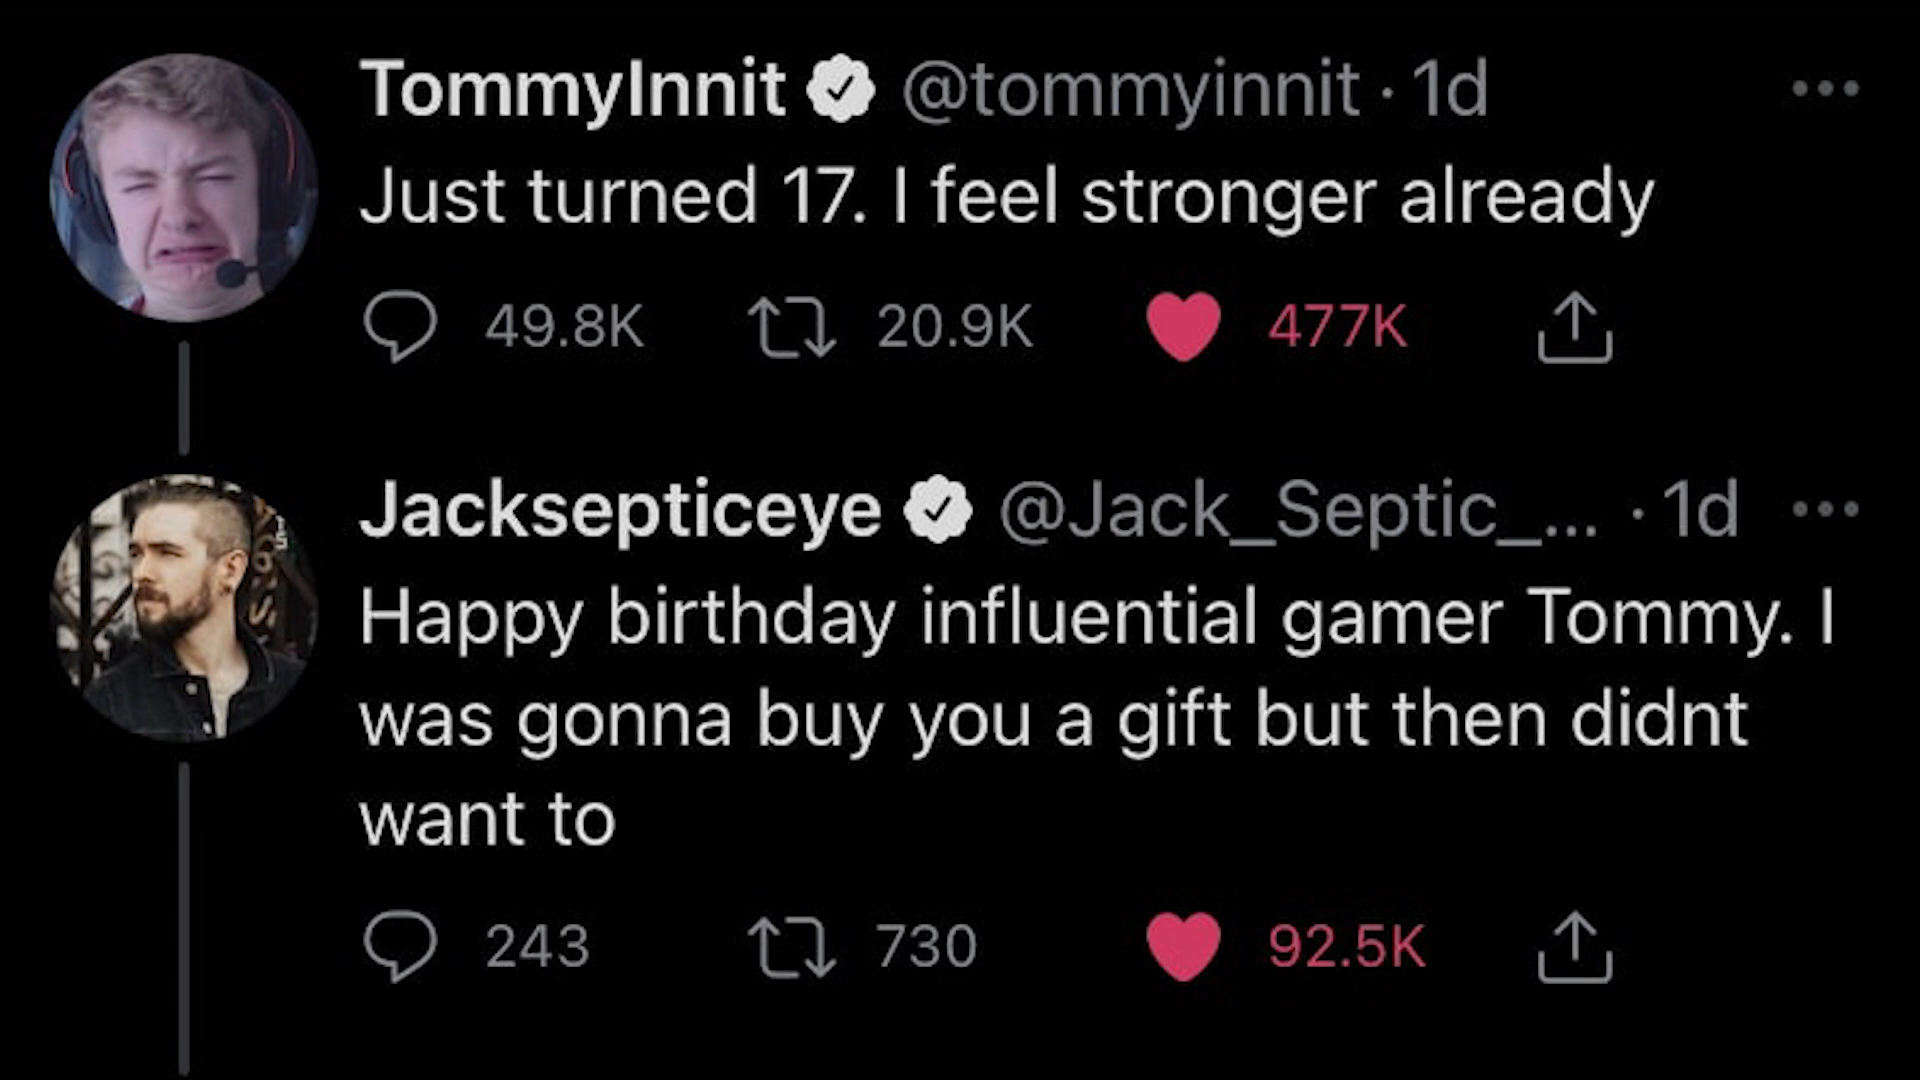 TommyInnit @tommyinnit · 1d
Just turned 17. I feel stronger already
49.8K 20.9K 477K
Jacksepticeye @Jack_Septic_... · 1d
Happy birthday influential gamer Tommy. I
was gonna buy you a gift but then didnt
want to
243 730 92.5K